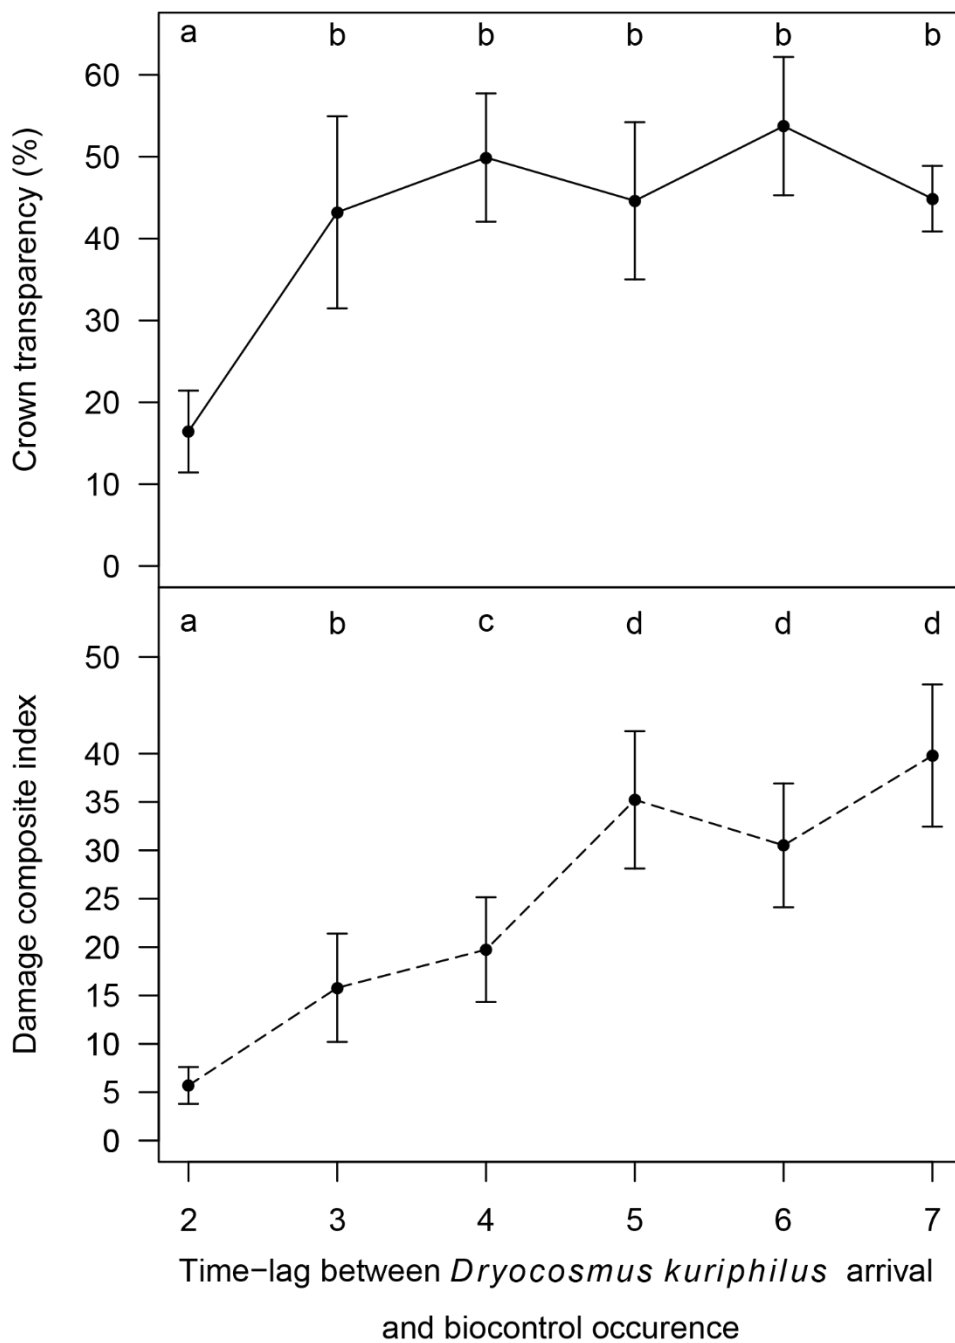 a b b b b b
Crown transparency (%)
60
50
40
30
20
10
0
a b c d d d
Damage composite index
50
40
35
30
25
20
15
10
5
0
2 3 4 5 6 7
Time−lag between Dryocosmus kuriphilus arrival
and biocontrol occurence